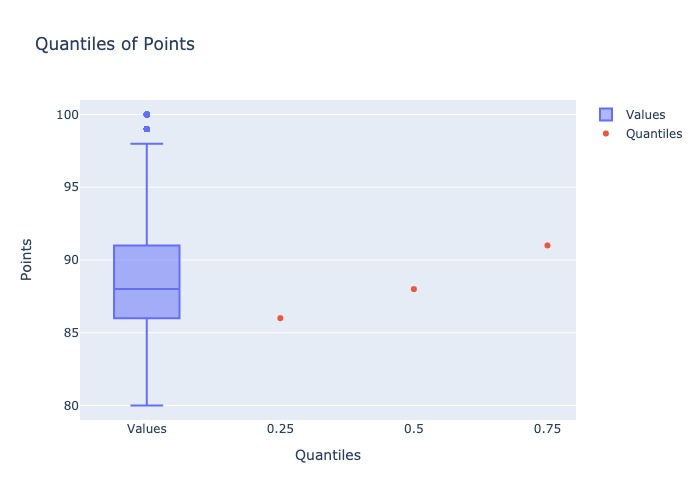 Quantiles of Points
Values
Quantiles
Points
100
95
90
85
80
Values 0.25 0.5 0.75
Quantiles